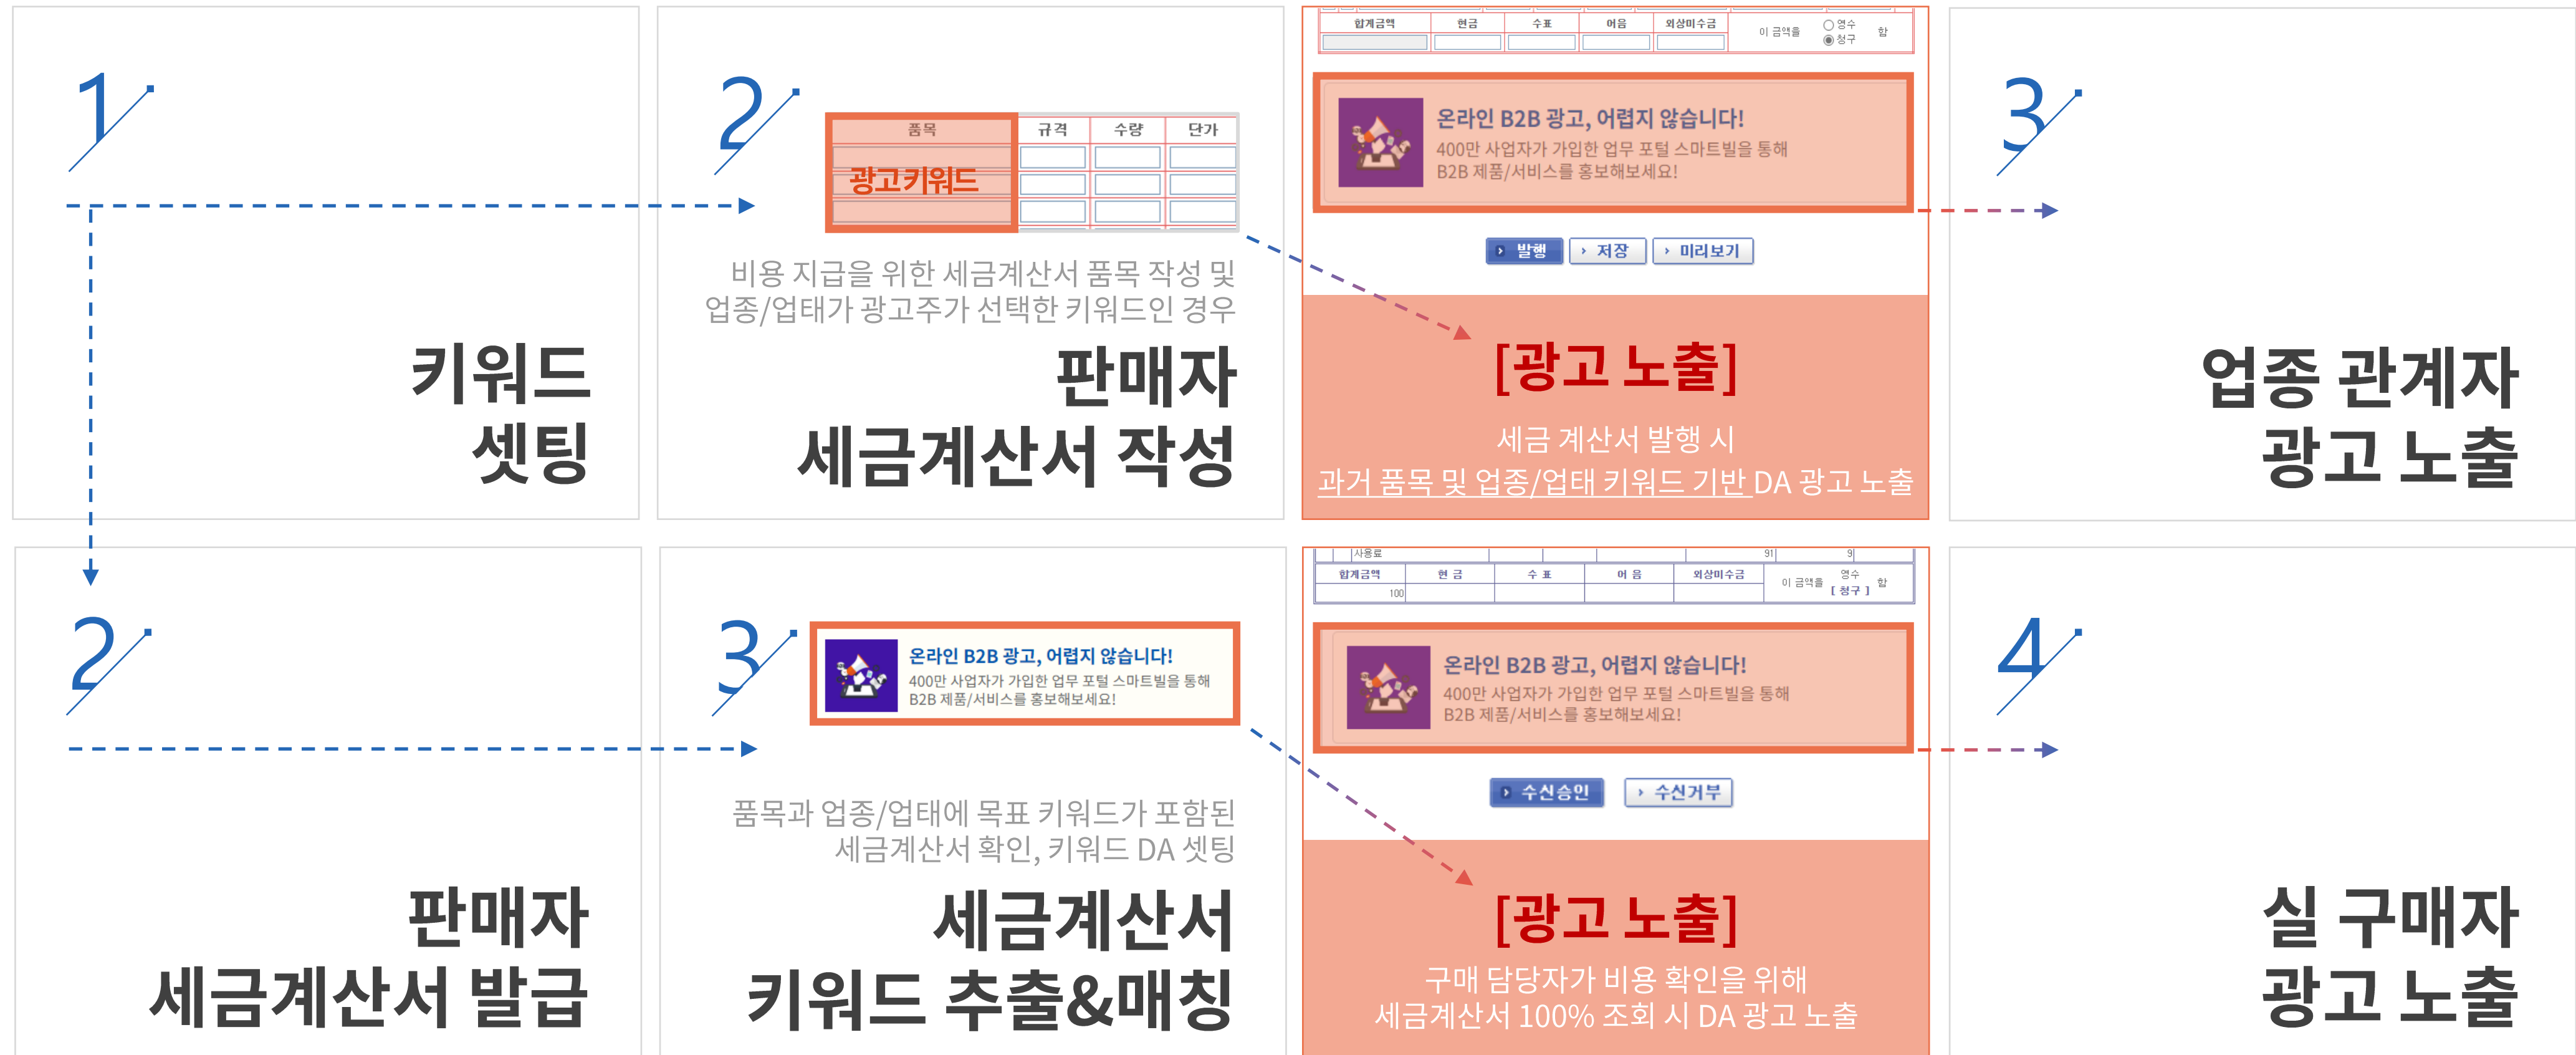 1
키워드
셋팅
2
품목 규격 수량 단가
광고키워드
비용 지급을 위한 세금계산서 품목 작성 및
업종/업태가 광고주가 선택한 키워드인 경우
판매자
세금계산서 작성
합계금액 현금 수표 어음 외상미수금 이 금액을 영수 청구 함
온라인 B2B 광고, 어렵지 않습니다!
400만 사업자가 가입한 업무 포털 스마트빌을 통해
B2B 제품/서비스를 홍보해보세요!
발행 저장 미리보기
[광고 노출]
세금 계산서 발행 시
과거 품목 및 업종/업태 키워드 기반 DA 광고 노출
3
업종 관계자
광고 노출
2
판매자
세금계산서 발급
3
온라인 B2B 광고, 어렵지 않습니다!
400만 사업자가 가입한 업무 포털 스마트빌을 통해
B2B 제품/서비스를 홍보해보세요!
품목과 업종/업태에 목표 키워드가 포함된
세금계산서 확인, 키워드 DA 셋팅
세금계산서
키워드 추출&매칭
사용료 91 9
합계금액 현 금 수 표 어 음 외상미수금 이 금액을 영수 [ 청구 ] 함
100
온라인 B2B 광고, 어렵지 않습니다!
400만 사업자가 가입한 업무 포털 스마트빌을 통해
B2B 제품/서비스를 홍보해보세요!
수신승인 수신거부
[광고 노출]
구매 담당자가 비용 확인을 위해
세금계산서 100% 조회 시 DA 광고 노출
4
실 구매자
광고 노출